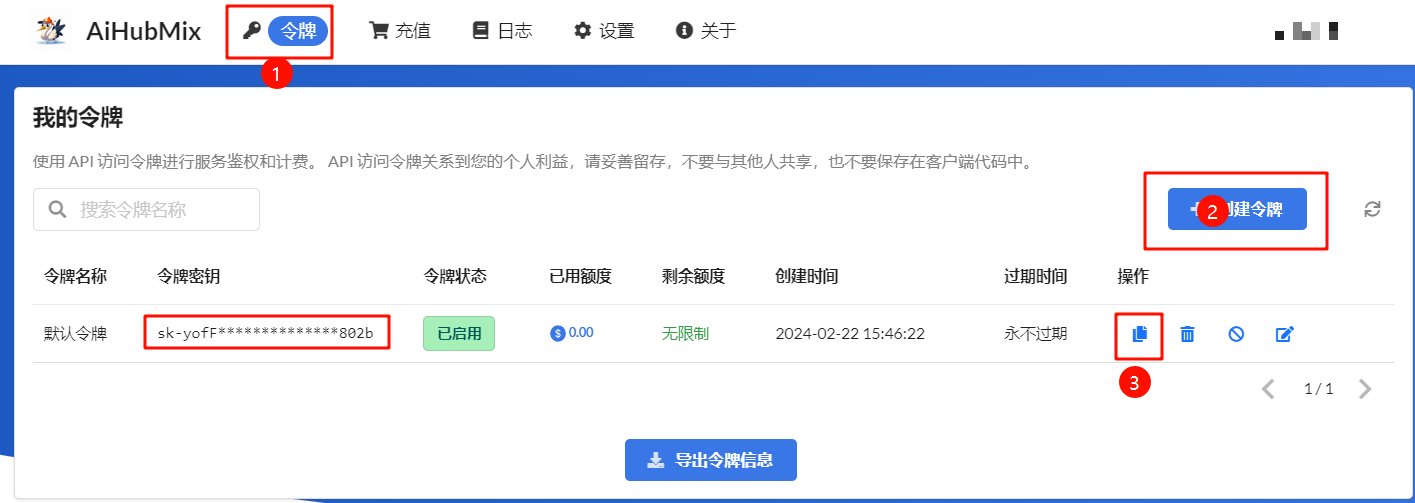 AiHubMix 令牌 充值 日志 设置 关于
1
我的令牌
使用 API 访问令牌进行服务鉴权和计费。 API 访问令牌关系到您的个人利益，请妥善留存，不要与其他人共享，也不要保存在客户端代码中。
搜索令牌名称 2 建令牌
令牌名称 令牌密钥 令牌状态 已用额度 剩余额度 创建时间 过期时间 操作
默认令牌 sk-yofF**************802b 已启用 $ 0.00 无限制 2024-02-22 15:46:22 永不过期
3
1 / 1
导出令牌信息